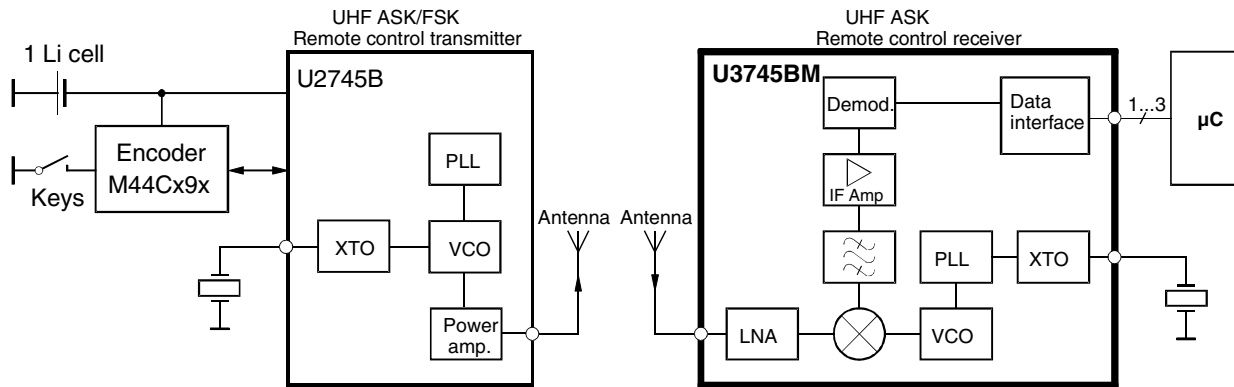 UHF ASK/FSK
Remote control transmitter
1 Li cell
U2745B
Encoder
M44Cx9x
Keys
PLL
XTO
VCO
Power
amp.
Antenna
Antenna
UHF ASK
Remote control receiver
U3745BM
Demod.
Data
interface
1...3
µC
IF Amp
PLL
XTO
LNA
VCO